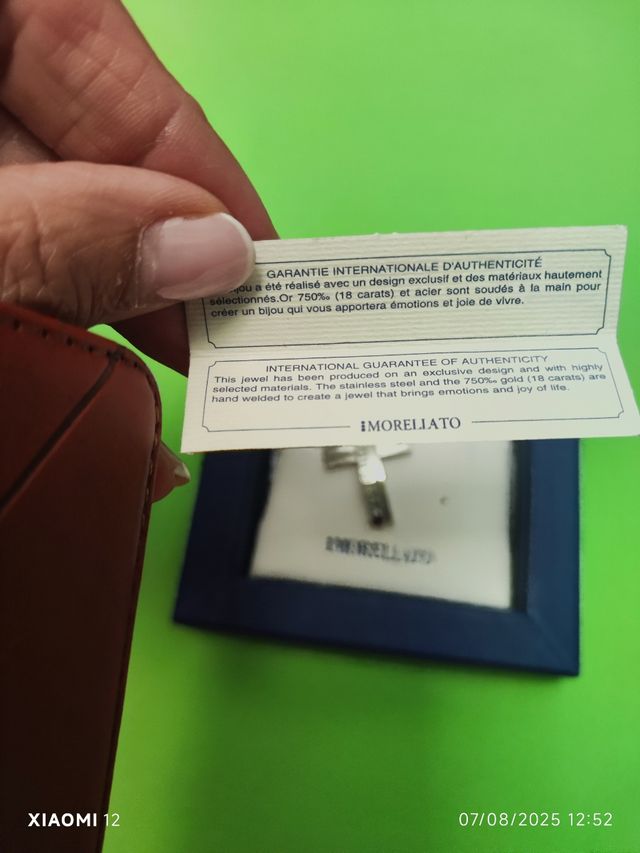 GARANTIE INTERNATIONALE D'AUTHENTICITÉ
a été réalisé avec un design exclusif et des matériaux hautement
sélectionnés.Or 750‰ (18 carats) et acier sont soudés à la main pour
créer un bijou qui vous apportera émotions et joie de vivre.
INTERNATIONAL GUARANTEE OF AUTHENTICITY
This jewel has been produced on an exclusive design and with highly
selected materials. The stainless steel and the 750‰ gold (18 carats) are
hand welded to create a jewel that brings emotions and joy of life.
MORELLATO
MORELLATO
XIAOMI 12
07/08/2025 12:52